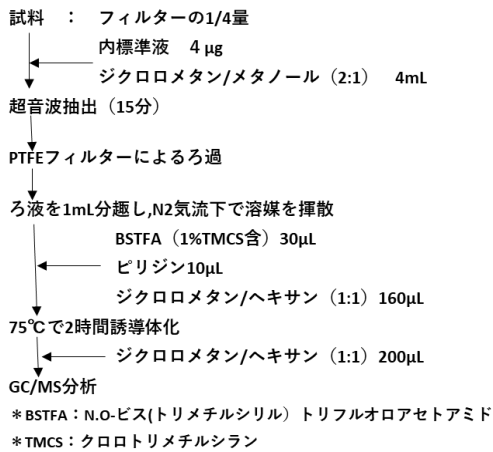 試料　：　フィルターの1/4量
内標準液　４μg
ジクロロメタン/メタノール（2:1）　4mL
超音波抽出（15分）
PTFEフィルターによるろ過
ろ液を1mL分趣し,N2気流下で溶媒を揮散
BSTFA（1%TMCS含）30μL
ピリジン10μL
ジクロロメタン/ヘキサン（1:1）160μL
75℃で2時間誘導体化
ジクロロメタン/ヘキサン（1:1）200μL
GC/MS分析
＊BSTFA：N.O-ビス(トリメチルシリル）トリフルオロアセトアミド
＊TMCS：クロロトリメチルシラン